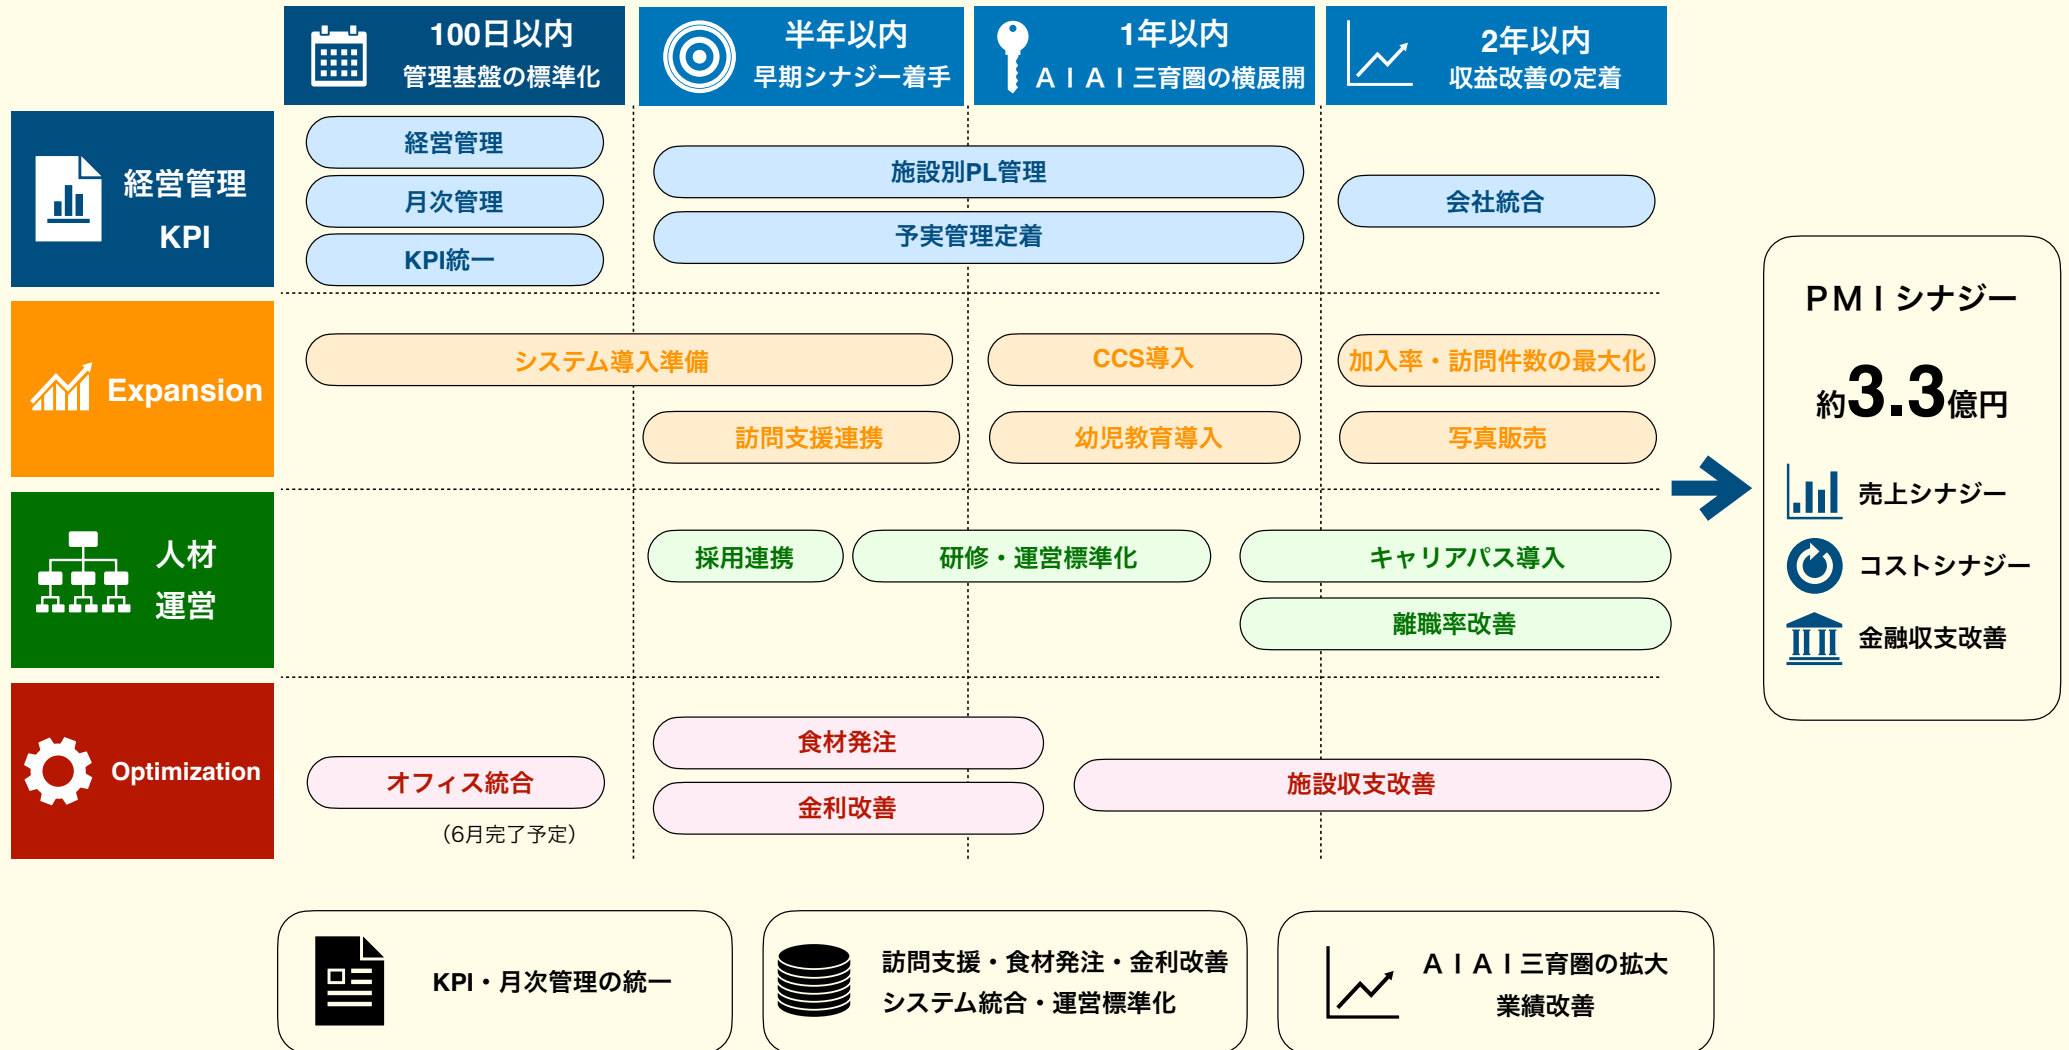 100日以内
管理基盤の標準化
半年以内
早期シナジー着手
1年以内
AIAI三育圏の横展開
2年以内
収益改善の定着
経営管理
KPI
経営管理
月次管理
KPI統一
施設別PL管理
予実管理定着
会社統合
Expansion
システム導入準備
CCS導入
加入率・訪問件数の最大化
訪問支援連携
幼児教育導入
写真販売
人材
運営
採用連携
研修・運営標準化
キャリアパス導入
離職率改善
Optimization
オフィス統合
（6月完了予定）
食材発注
金利改善
施設収支改善
PMIシナジー
約3.3億円
売上シナジー
コストシナジー
金融収支改善
KPI・月次管理の統一
訪問支援・食材発注・金利改善
システム統合・運営標準化
AIAI三育圏の拡大
業績改善